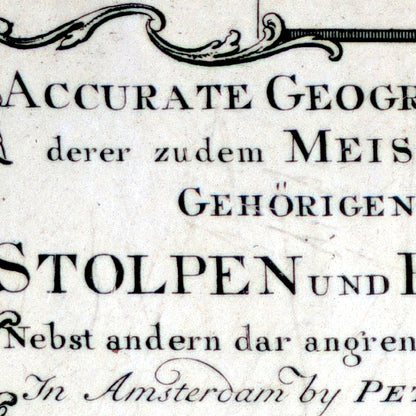 ACCURATE GEOGR
derer zudem MEIS
GEHÖRIGEN
STOLPEN UND
Nebst andern dar angren
In Amsterdam by PET